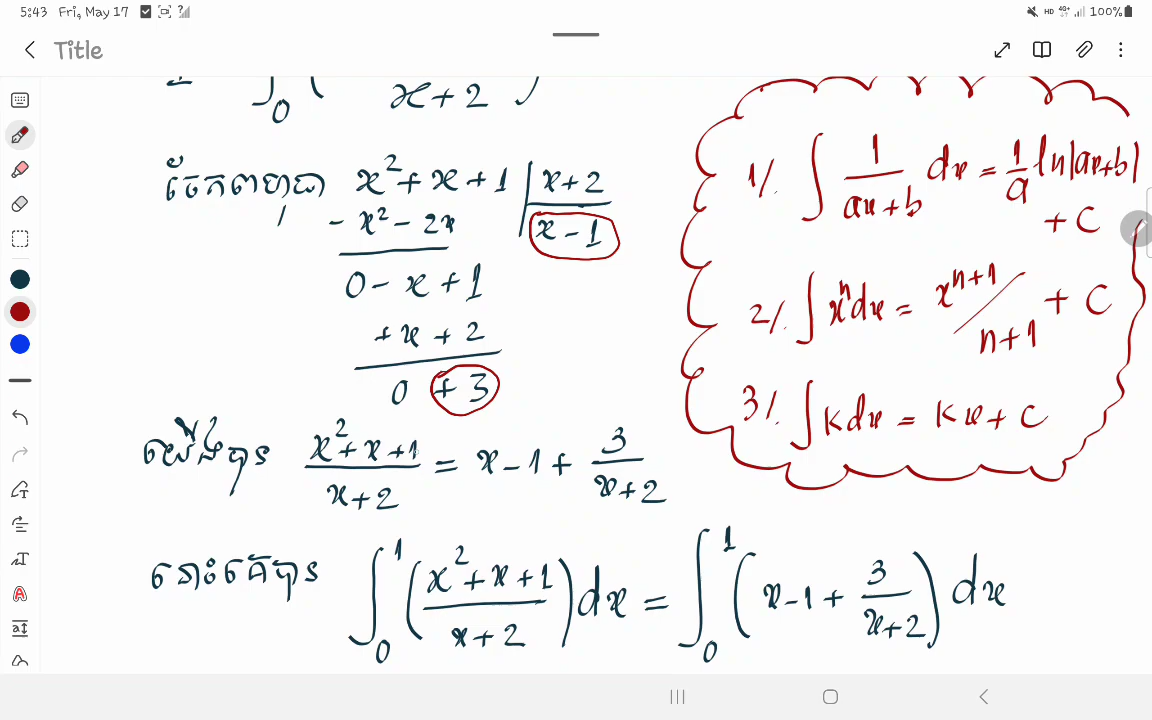 5:43 Fri, May 17
100%
Title
x + 2
0
ចែកពហុធា x² + x + 1 | x + 2
- x² - 2x
x - 1
0 - x + 1
+ x + 2
0 + 3
យើងបាន (x² + x + 1)/(x + 2) = x - 1 + 3/(x + 2)
នោះគេបាន ∫₀¹ ((x² + x + 1)/(x + 2)) dx = ∫₀¹ (x - 1 + 3/(x + 2)) dx
1/. ∫ 1/(ax + b) dx = 1/a ln|ax + b|
+ C
2/. ∫ xⁿ dx = xⁿ⁺¹/n+1 + C
3/. ∫ k dx = kx + C